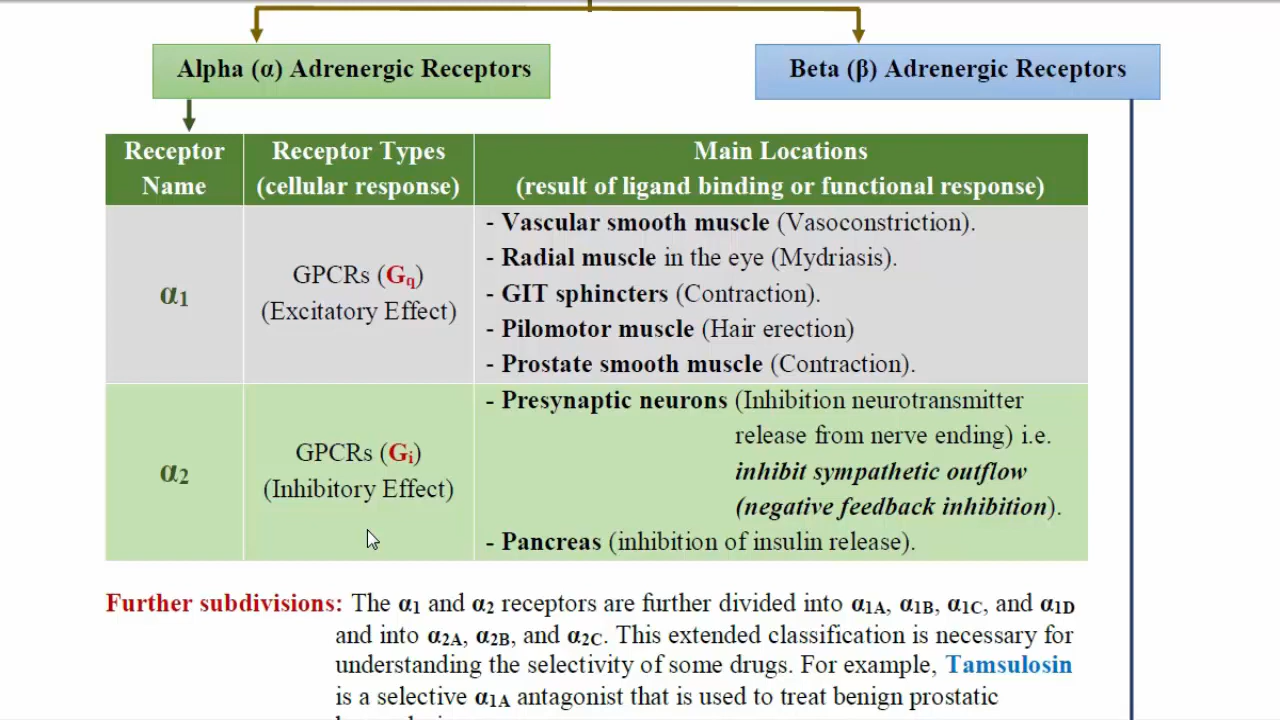 Alpha (α) Adrenergic Receptors
Beta (β) Adrenergic Receptors
Receptor Name
Receptor Types
(cellular response)
Main Locations
(result of ligand binding or functional response)
α1
GPCRs (Gq)
(Excitatory Effect)
- Vascular smooth muscle (Vasoconstriction).
- Radial muscle in the eye (Mydriasis).
- GIT sphincters (Contraction).
- Pilomotor muscle (Hair erection)
- Prostate smooth muscle (Contraction).
α2
GPCRs (Gi)
(Inhibitory Effect)
- Presynaptic neurons (Inhibition neurotransmitter
release from nerve ending) i.e.
inhibit sympathetic outflow
(negative feedback inhibition).
- Pancreas (inhibition of insulin release).
Further subdivisions: The α1 and α2 receptors are further divided into α1A, α1B, α1C, and α1D
and into α2A, α2B, and α2C. This extended classification is necessary for
understanding the selectivity of some drugs. For example, Tamsulosin
is a selective α1A antagonist that is used to treat benign prostatic